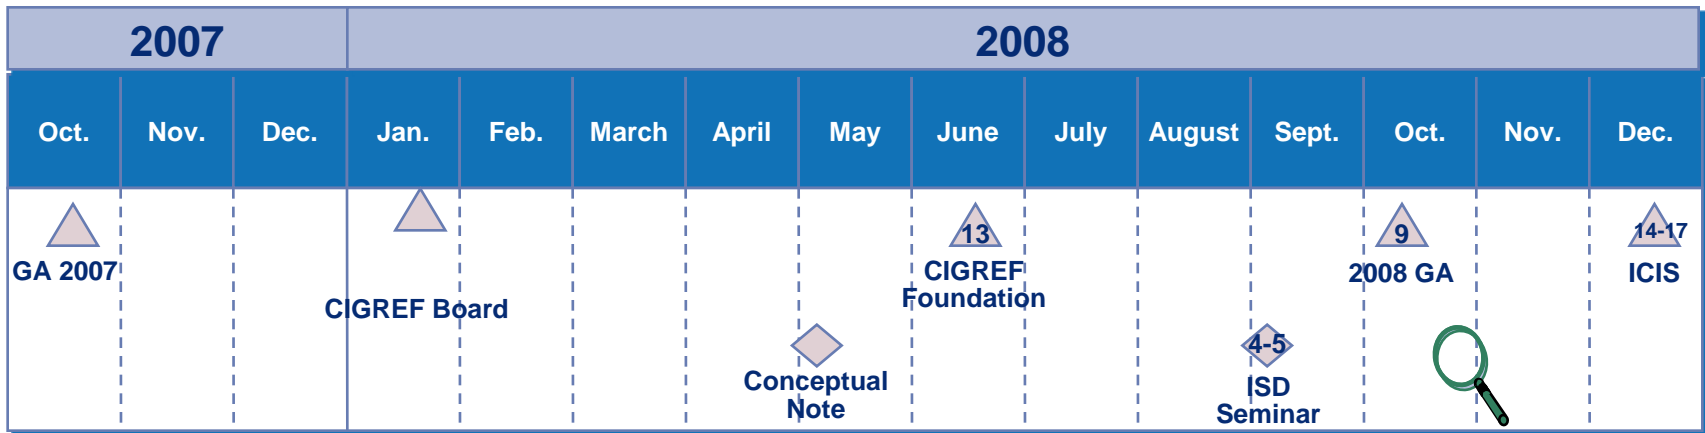 2007 2008
Oct. Nov. Dec. Jan. Feb. March April May June July August Sept. Oct. Nov. Dec.
13 9 14-17
GA 2007 CIGREF 2008 GA ICIS
Foundation
CIGREF Board
4-5
Conceptual ISD
Note Seminar